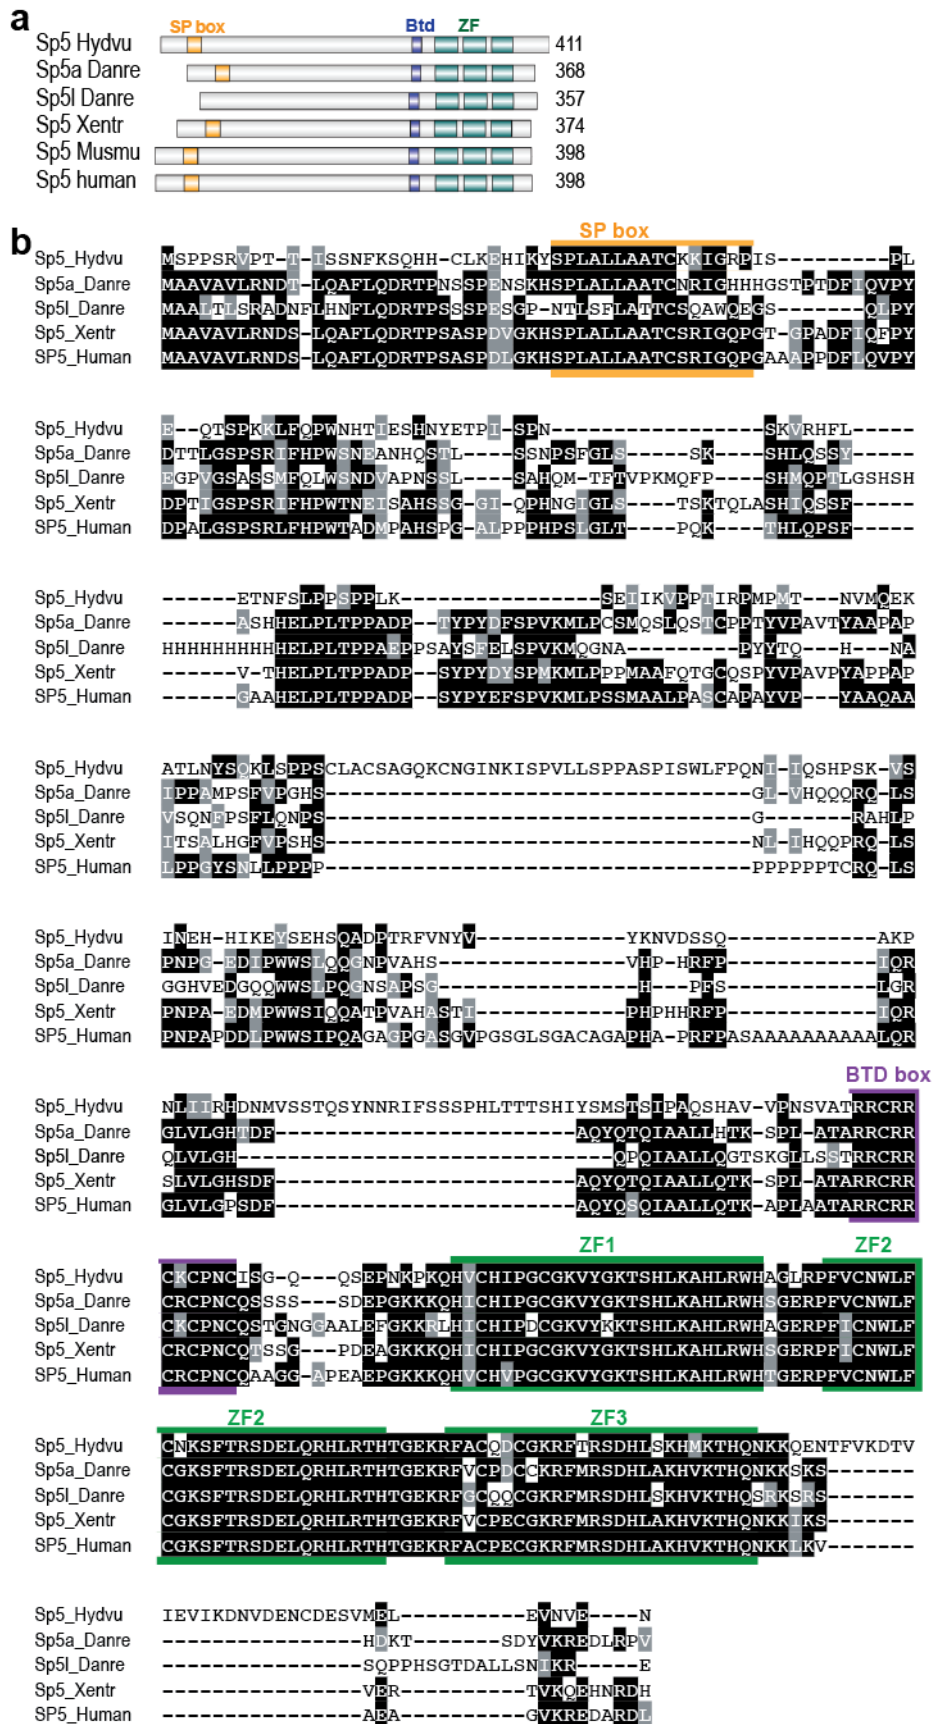 a
SP box Btd ZF
Sp5 Hydvu 411
Sp5a Danre 368
Sp5l Danre 357
Sp5 Xentr 374
Sp5 Musmu 398
Sp5 human 398
b
SP box
Sp5_Hydvu MSPPSRVPT-T-ISSNFKSQHH-CLKEHIKYSPLALLAATCKKIGRPIS---------PL
Sp5a_Danre MAAVAVLRNDT-LQAFLQDRTPNSSPENSKHSPLALLAATCNRIGHHHGSTPTDFIQVPY
Sp5l_Danre MAALTLSRADNFLHNFLQDRTPSSSPESGP-NTLSFLATTCSQAWQEGS-------QLPY
Sp5_Xentr MAAVAVLRNDS-LQAFLQDRTPSASPDVGKHSPLALLAATCSRIGQPGT-GPADFIQFPY
SP5_Human MAAVAVLRNDS-LQAFLQDRTPSASPDLGKHSPLALLAATCSRIGQPGAAAPPDFLQVPY
Sp5_Hydvu E--QTSPKKLFQPWNHTIESHNYETPI-SPN-----------------SKVRHFL-----
Sp5a_Danre DTTLGSPSRIFHPWSNEANHQSTL----SSNPSFGLS-----SK----SHLQSSY-----
Sp5l_Danre EGPVGSASSMFQLWSNDVAPNSSL----SAHQM-TFTVPKMQFP----SHMQPTLGSHSH
Sp5_Xentr DPTIGSPSRIFHPWTNEISAHSSG-GI-QPHNGIGLS----TSKTQLASHIQSSF-----
SP5_Human DPALGSPSRLFHPWTADMPAHSPG-ALPPPHPSLGLT----PQK----THLQPSF-----
Sp5_Hydvu ------ETNFSLPPSPPLK----------------SEIIKVPPTIRPMPMT--NVMQEK
Sp5a_Danre ------ASHHELPLTPPADP--TYPYDFSPVKMLPCSMQSLQSTCPPTYVPAVTYAAPAP
Sp5l_Danre HHHHHHHHHHELPLTPPAEPPSAYSFELSPVKMQGNA---------PYYTQ--H---NA
Sp5_Xentr ------V-THELPLTPPADP--SYPYDYSPMKMLPPPMAAFQTGCQSPYVPAVPYAPPAP
SP5_Human ------GAAHELPLTPPADP--SYPYEFSPVKMLPSSMAALPASCAPAYVP--YAAQAA
Sp5_Hydvu ATLNYSQKLSPPSCLACSAGQKCNGINKISPVLLSPPASPISWLFPQNI-IQSHPSK-VS
Sp5a_Danre IPPAMPSFVPGHS----------------------------------GL-VHQQQRQ-LS
Sp5l_Danre VSQNFPSFLQNPS----------------------------------G-------RAHLP
Sp5_Xentr ITSALHGFVPSHS----------------------------------NL-IHQQPRQ-LS
SP5_Human LPPGYSNLLPPPP----------------------------------PPPPPPTCRQ-LS
Sp5_Hydvu INEH-HIKEYSEHSQADPTRFVNYV------------YKNVDSSQ------------AKP
Sp5a_Danre PNPG-EDIPWWSLQQGNPVAHS---------------VHP-HRFP------------IQR
Sp5l_Danre GGHVEDGQQWWSLPQGNSAPSG----------------H---PFS------------LGR
Sp5_Xentr PNPA-EDMPWWSIQQATPVAHASTI------------PHPHHRFP------------IQR
SP5_Human PNPAPDDLPWWSIPQAGAGPGASGVPGSGLSGACAGAPHA-PRFPASAAAAAAAAAALQR
BTD box
Sp5_Hydvu NLIIRHDNMVSSTQSYNNRIFSSSPHLTTTSHIYSMSTSIPAQSHAV-VPNSVATRRCRR
Sp5a_Danre GLVLGHTDF------------------------AQYQTQIAALLHTK-SPL-ATARRCRR
Sp5l_Danre QLVLGH------------------------------QPQIAALLQGTSKGLLSSTRRCRR
Sp5_Xentr SLVLGHSDF------------------------AQYQTQIAALLQTK-SPL-ATARRCRR
SP5_Human GLVLGPSDF------------------------AQYQSQIAALLQTK-APLAATARRCRR
ZF1 ZF2
Sp5_Hydvu CKCPNCISG-Q---QSEPNKPKQHVCHIPGCGKVYGKTSHLKAHLRWHAGLRPFVCNWLF
Sp5a_Danre CRCPNCQSSSS---SDEPGKKKQHICHIPGCGKVYGKTSHLKAHLRWHSGERPFVCNWLF
Sp5l_Danre CKCPNCQSTGNGGAALEFGKKRLHICHIPDCGKVYKKTSHLKAHLRWHAGERPFICNWLF
Sp5_Xentr CRCPNCQTSSG---PDEAGKKKQHICHIPGCGKVYGKTSHLKAHLRWHSGERPFICNWLF
SP5_Human CRCPNCQAAGG-APEAEPGKKKQHVCHVPGCGKVYGKTSHLKAHLRWHTGERPFVCNWLF
ZF2 ZF3
Sp5_Hydvu CNKSFTRSDELQRHLRTHTGEKRFACQDCGKRFTRSDHLSKHMKTHQNKKQENTFVKDTV
Sp5a_Danre CGKSFTRSDELQRHLRTHTGEKRFVCPDCCKRFMRSDHLAKHVKTHQNKKSKS-------
Sp5l_Danre CGKSFTRSDELQRHLRTHTGEKRFGCQQCGKRFMRSDHLSKHVKTHQSRKSRS-------
Sp5_Xentr CGKSFTRSDELQRHLRTHTGEKRFVCPECGKRFMRSDHLAKHVKTHQNKKIKS-------
SP5_Human CGKSFTRSDELQRHLRTHTGEKRFACPECGKRFMRSDHLAKHVKTHQNKKLKV-------
Sp5_Hydvu IEVIKDNVDENCDESVMEL----------EVNVE----N
Sp5a_Danre ----------------HDKT-------SDYVKREDLRPV
Sp5l_Danre ----------------SQPPHSGTDALLSNIKR-----E
Sp5_Xentr ----------------VER----------TVKQEHNRDH
SP5_Human ----------------AEA----------GVKREDARDL